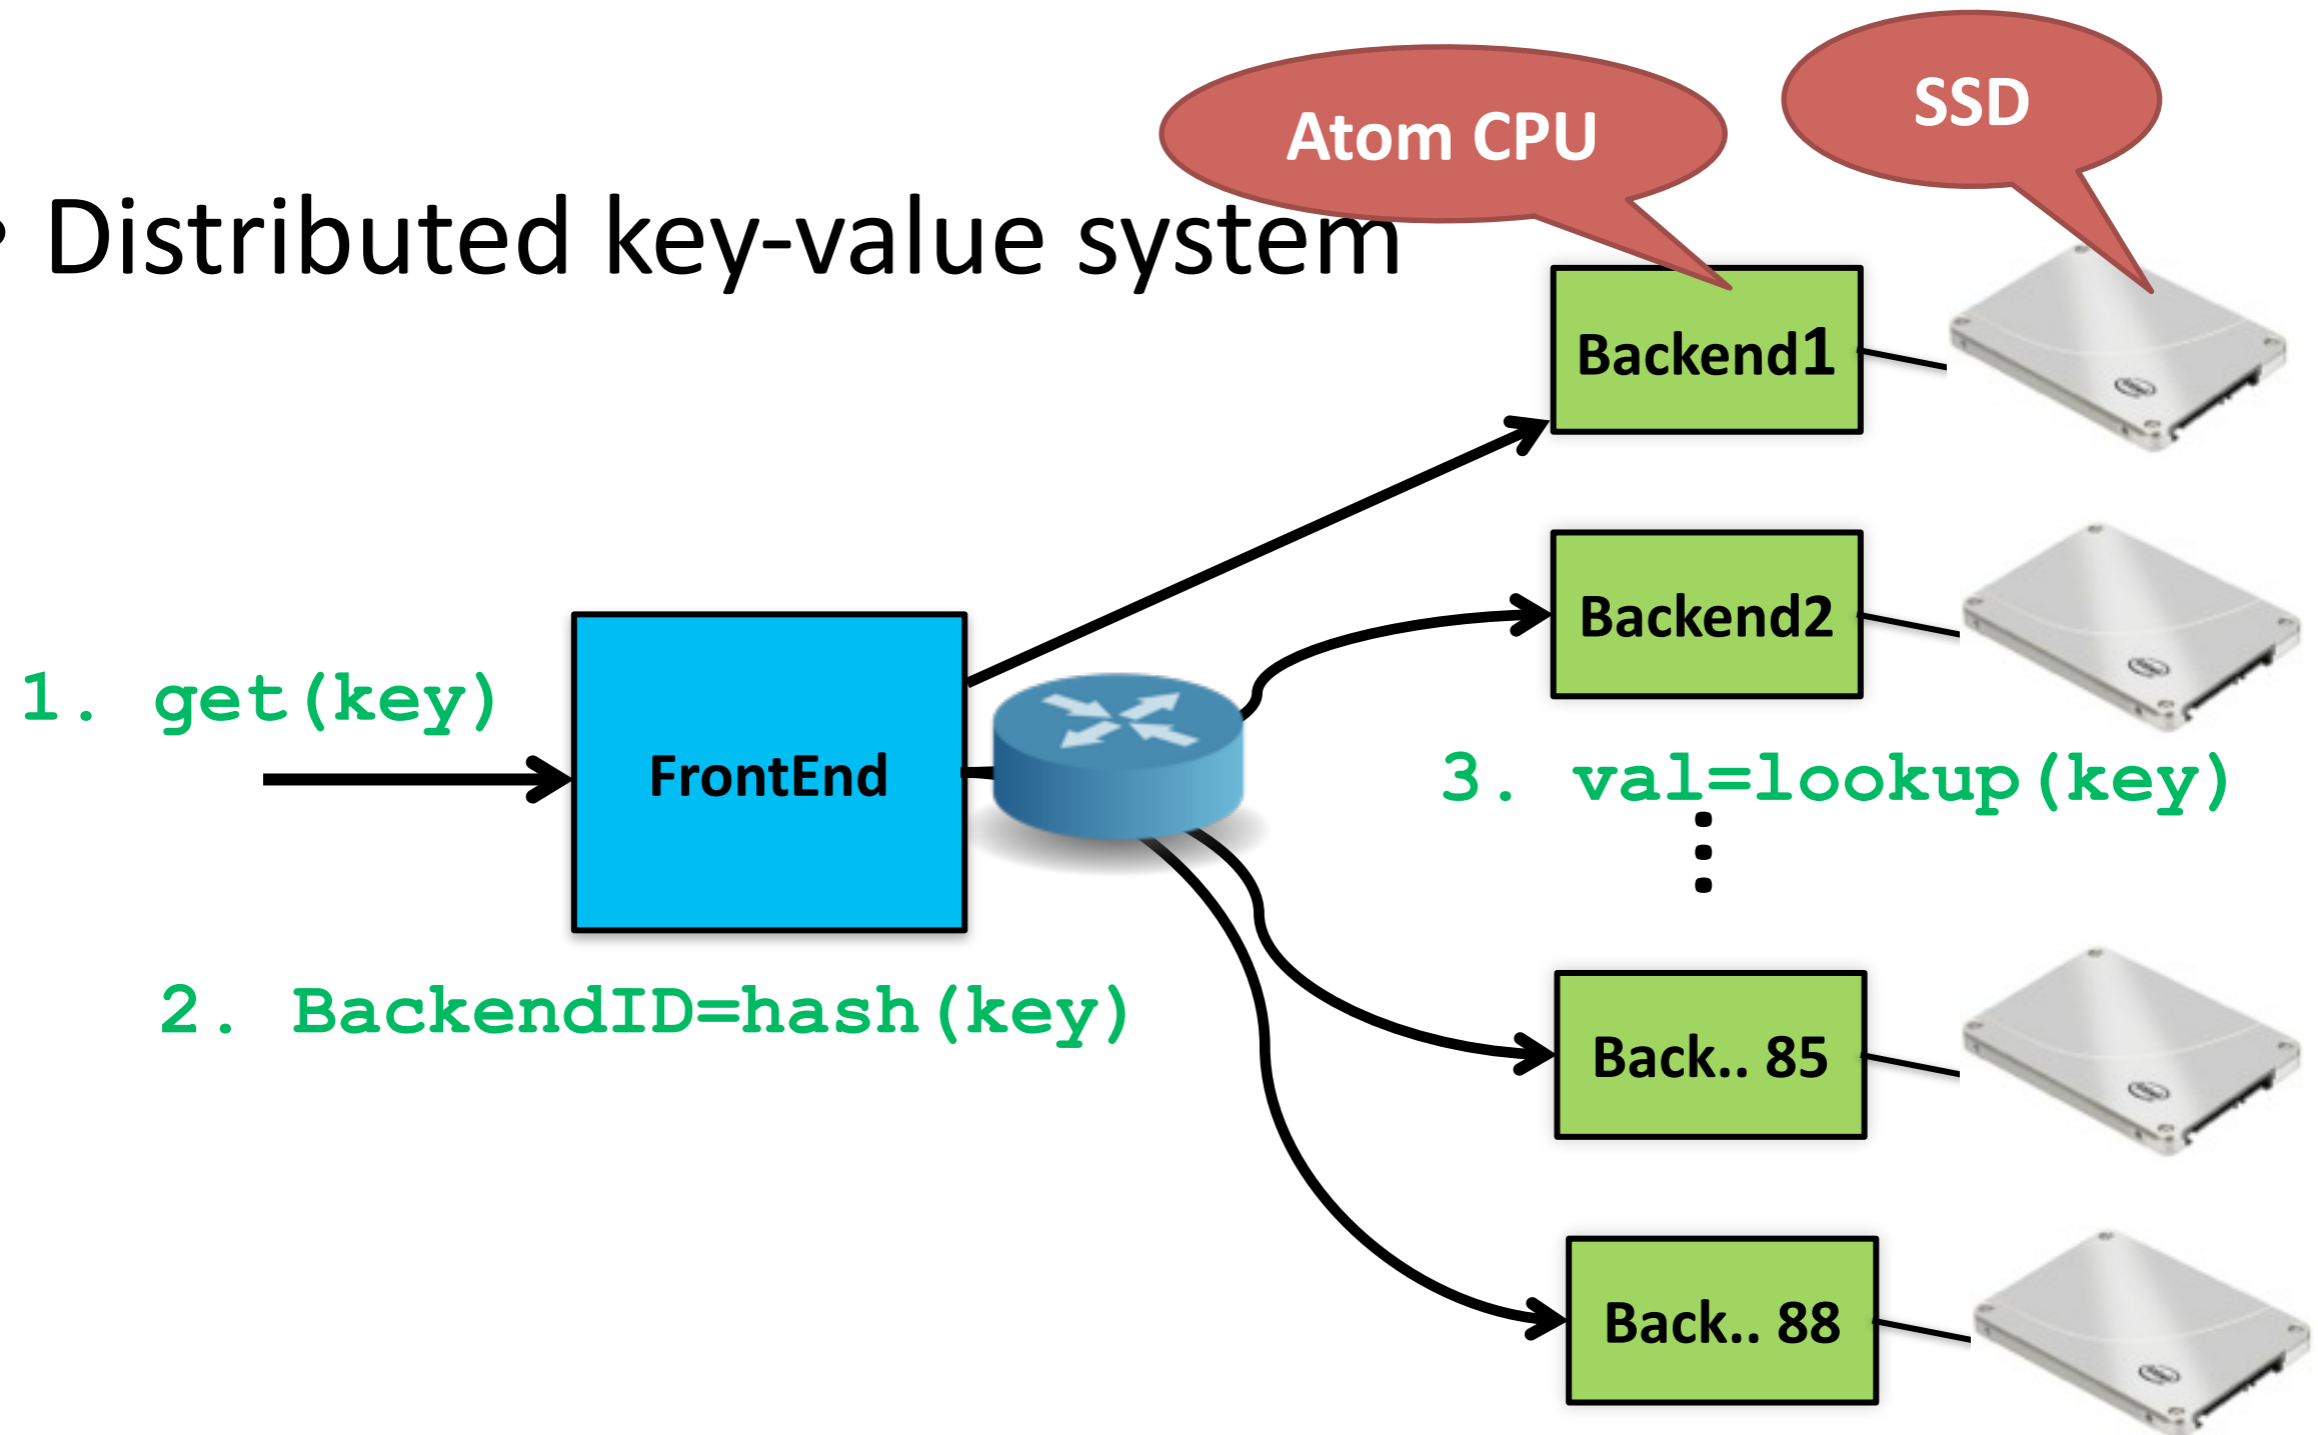 Atom CPU
SSD
• Distributed key-value system
Backend1
Backend2
1. get(key)
FrontEnd
3. val=lookup(key)
2. BackendID=hash(key)
Back.. 85
Back.. 88